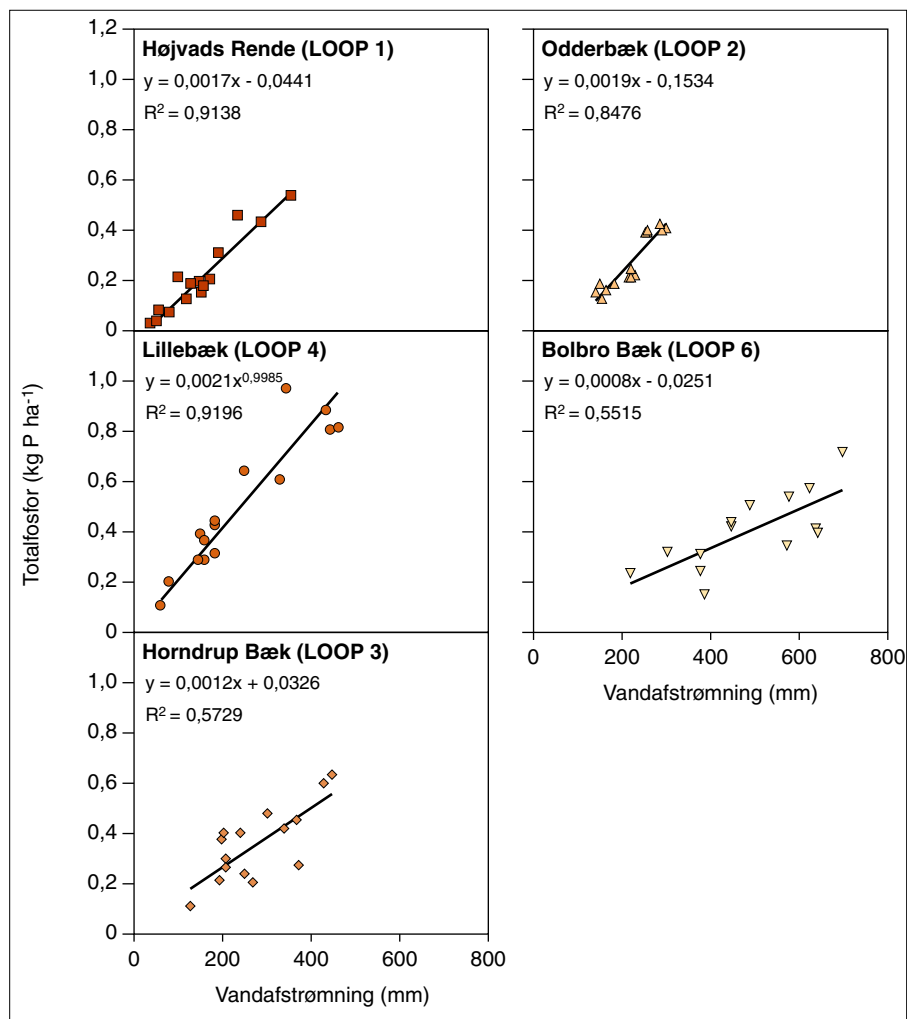 Totalfosfor (kg P ha⁻¹)
1,2
1,0
0,8
0,6
0,4
0,2
0
Højvads Rende (LOOP 1)
y = 0,0017x - 0,0441
R² = 0,9138
Odderbæk (LOOP 2)
y = 0,0019x - 0,1534
R² = 0,8476
1,0
0,8
0,6
0,4
0,2
0
Lillebæk (LOOP 4)
y = 0,0021x⁰,⁹⁹⁸⁵
R² = 0,9196
Bolbro Bæk (LOOP 6)
y = 0,0008x - 0,0251
R² = 0,5515
0 200 400 600 800
Vandafstrømning (mm)
1,0
0,8
0,6
0,4
0,2
0
Horndrup Bæk (LOOP 3)
y = 0,0012x + 0,0326
R² = 0,5729
0 200 400 600 800
Vandafstrømning (mm)